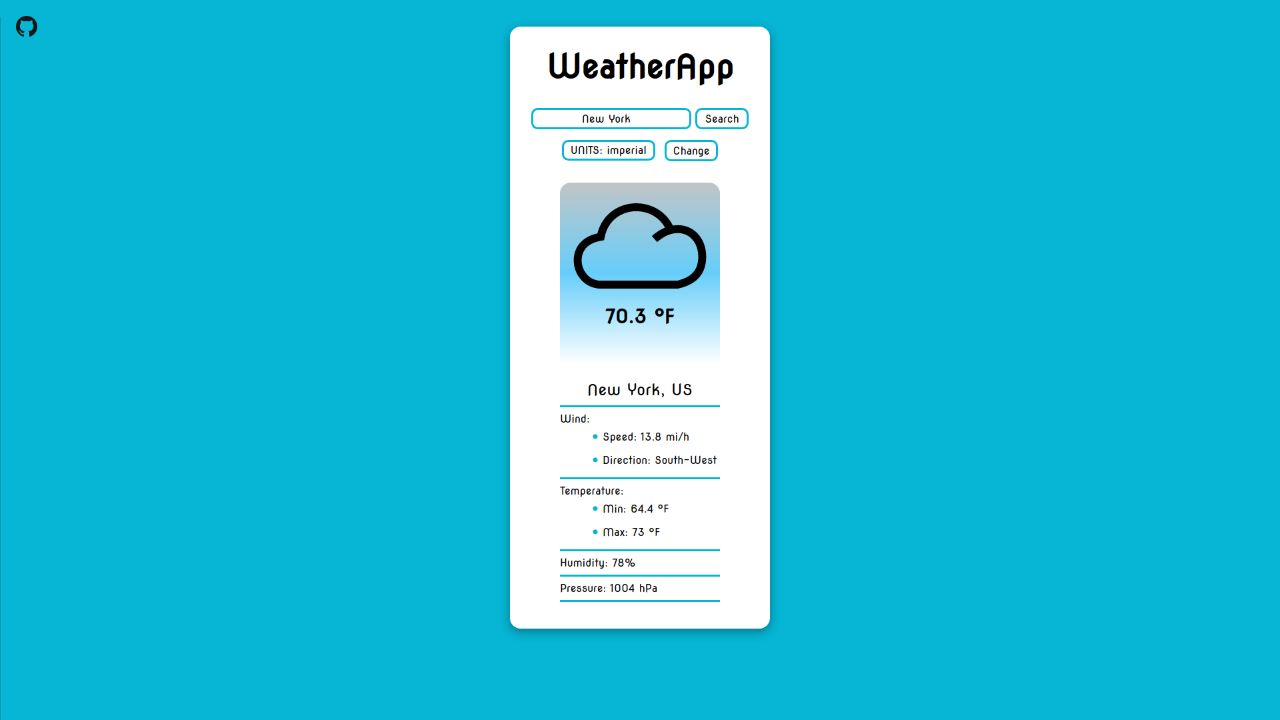 WeatherApp
New York Search
UNITS: imperial Change
70.3 °F
New York, US
Wind:
Speed: 13.8 mi/h
Direction: South-West
Temperature:
Min: 64.4 °F
Max: 73 °F
Humidity: 78%
Pressure: 1004 hPa